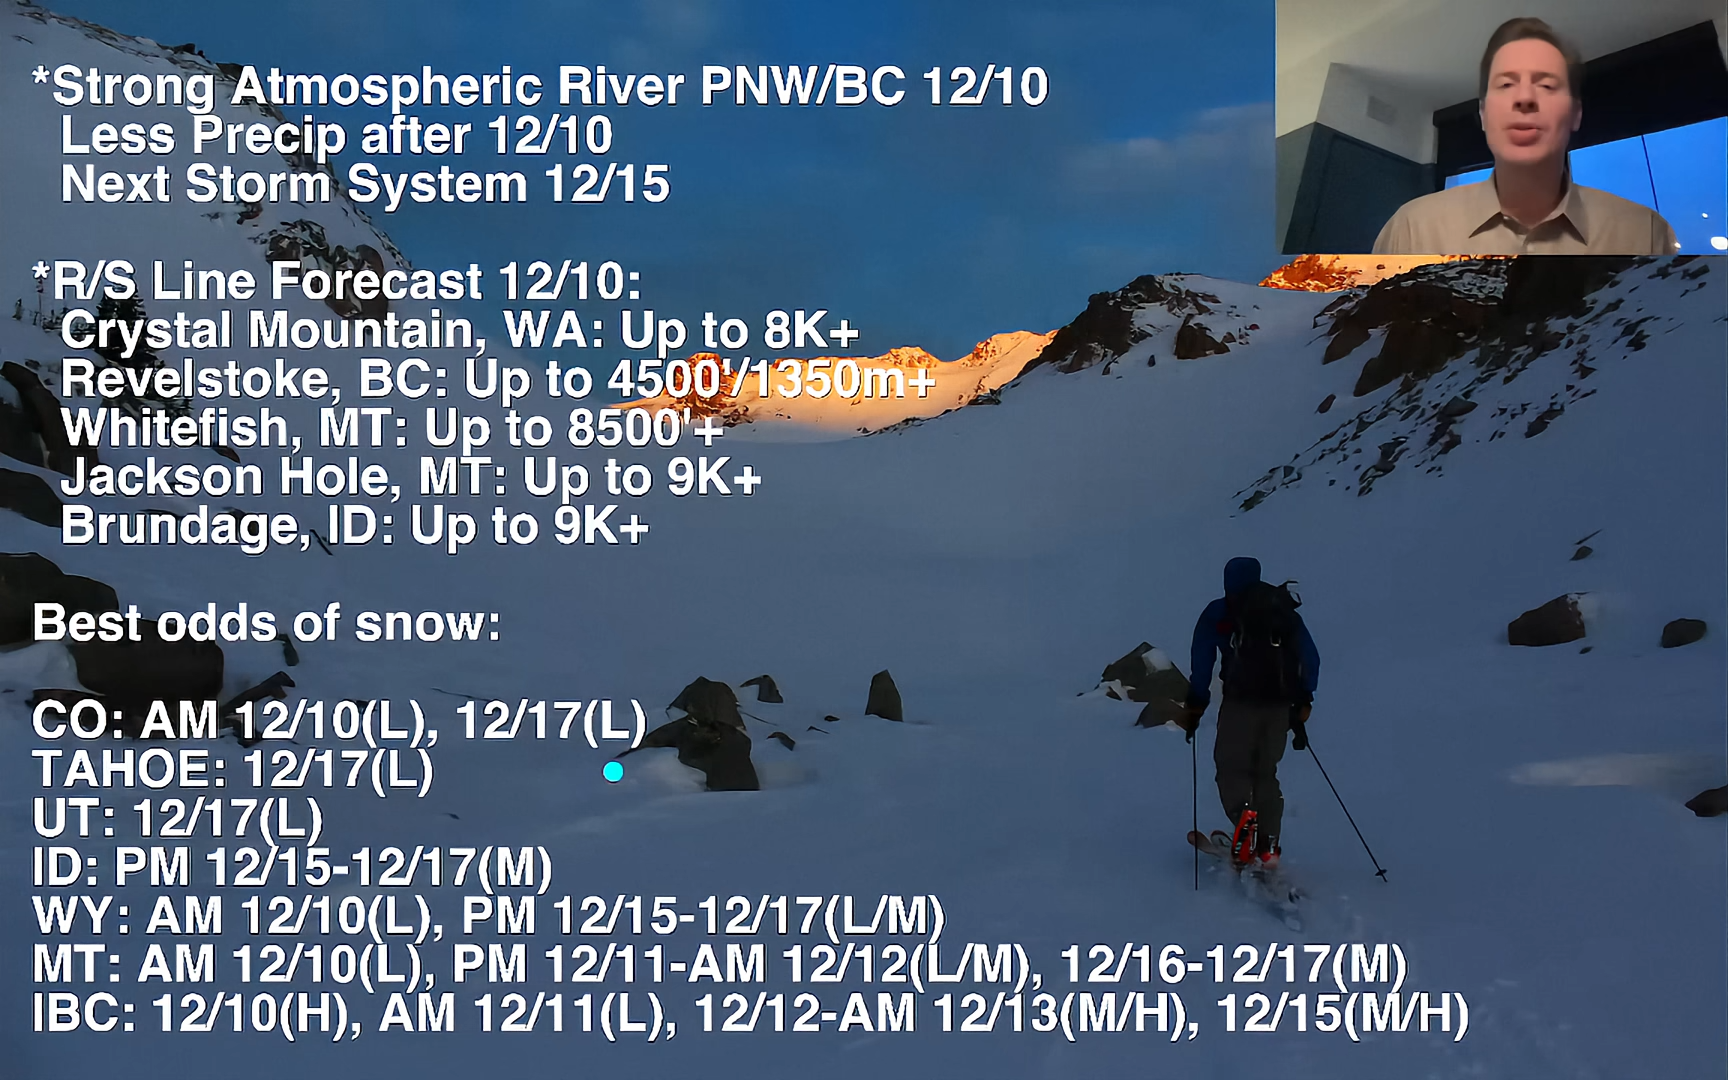 *Strong Atmospheric River PNW/BC 12/10
Less Precip after 12/10
Next Storm System 12/15
*R/S Line Forecast 12/10:
Crystal Mountain, WA: Up to 8K+
Revelstoke, BC: Up to 4500'/1350m+
Whitefish, MT: Up to 8500'+
Jackson Hole, MT: Up to 9K+
Brundage, ID: Up to 9K+
Best odds of snow:
CO: AM 12/10(L), 12/17(L)
TAHOE: 12/17(L)
UT: 12/17(L)
ID: PM 12/15-12/17(M)
WY: AM 12/10(L), PM 12/15-12/17(L/M)
MT: AM 12/10(L), PM 12/11-AM 12/12(L/M), 12/16-12/17(M)
IBC: 12/10(H), AM 12/11(L), 12/12-AM 12/13(M/H), 12/15(M/H)